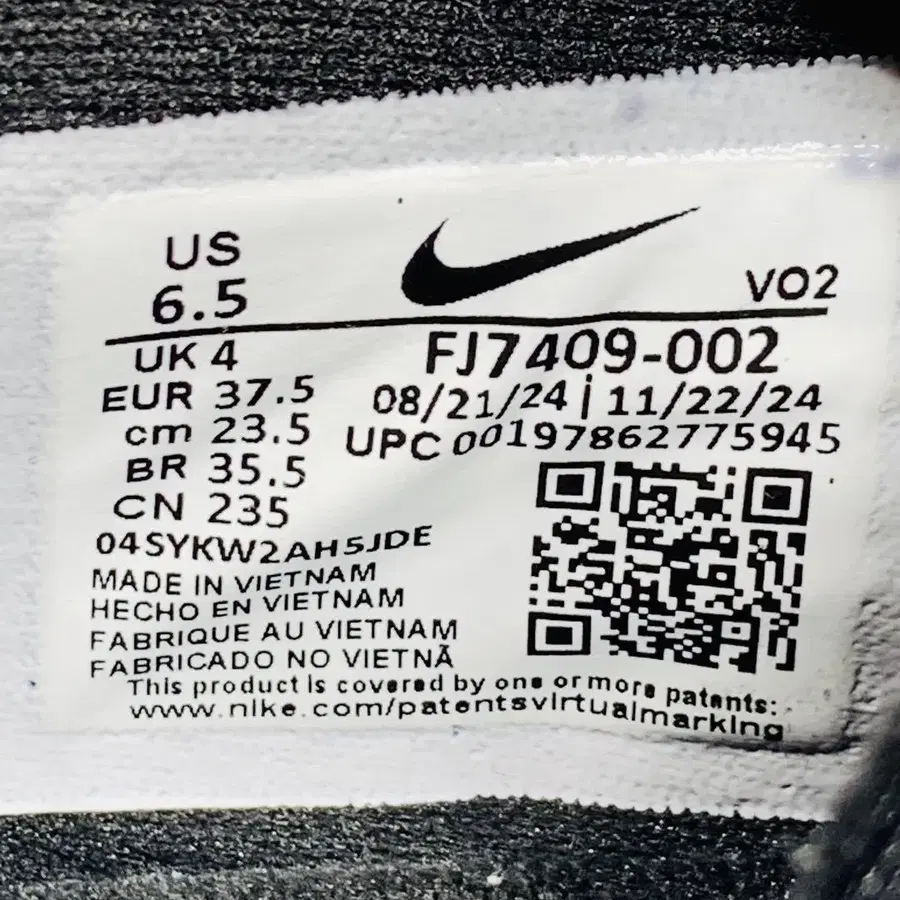 US
6.5
VO2
UK 4
EUR 37.5
cm 23.5
BR 35.5
CN 235
FJ7409-002
08/21/24 | 11/22/24
UPC 001978627​75945
04SYKW2AH5JDE
MADE IN VIETNAM
HECHO EN VIETNAM
FABRIQUE AU VIETNAM
FABRICADO NO VIETNÃ
This product is covered by one or more patents:
www.nike.com/patentsvirtualmarking